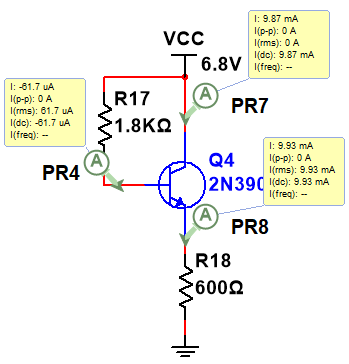 VCC
6.8V
I: 9.87 mA
I(p-p): 0 A
I(rms): 0 A
I(dc): 9.87 mA
I(freq): --
A
PR7
I: -61.7 uA
I(p-p): 0 A
I(rms): 61.7 uA
I(dc): -61.7 uA
I(freq): --
R17
1.8KΩ
A
PR4
Q4
2N390
I: 9.93 mA
I(p-p): 0 A
I(rms): 9.93 mA
I(dc): 9.93 mA
I(freq): --
A
PR8
R18
600Ω